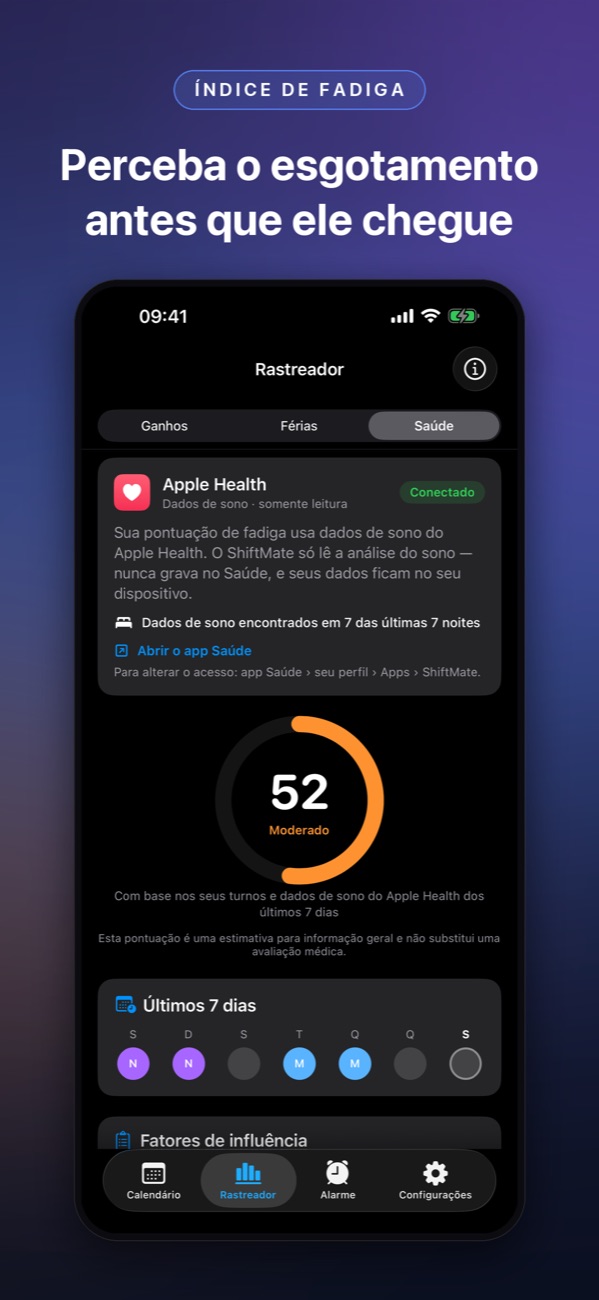 ÍNDICE DE FADIGA
Perceba o esgotamento
antes que ele chegue
09:41
Rastreador
Ganhos Férias Saúde
Apple Health
Dados de sono · somente leitura
Conectado
Sua pontuação de fadiga usa dados de sono do
Apple Health. O ShiftMate só lê a análise do sono —
nunca grava no Saúde, e seus dados ficam no seu
dispositivo.
Dados de sono encontrados em 7 das últimas 7 noites
Abrir o app Saúde
Para alterar o acesso: app Saúde › seu perfil › Apps › ShiftMate.
52
Moderado
Com base nos seus turnos e dados de sono do Apple Health dos
últimos 7 dias
Esta pontuação é uma estimativa para informação geral e não substitui uma
avaliação médica.
Últimos 7 dias
S D S T Q Q S
N N M M
Fatores de influência
Calendário Rastreador Alarme Configurações